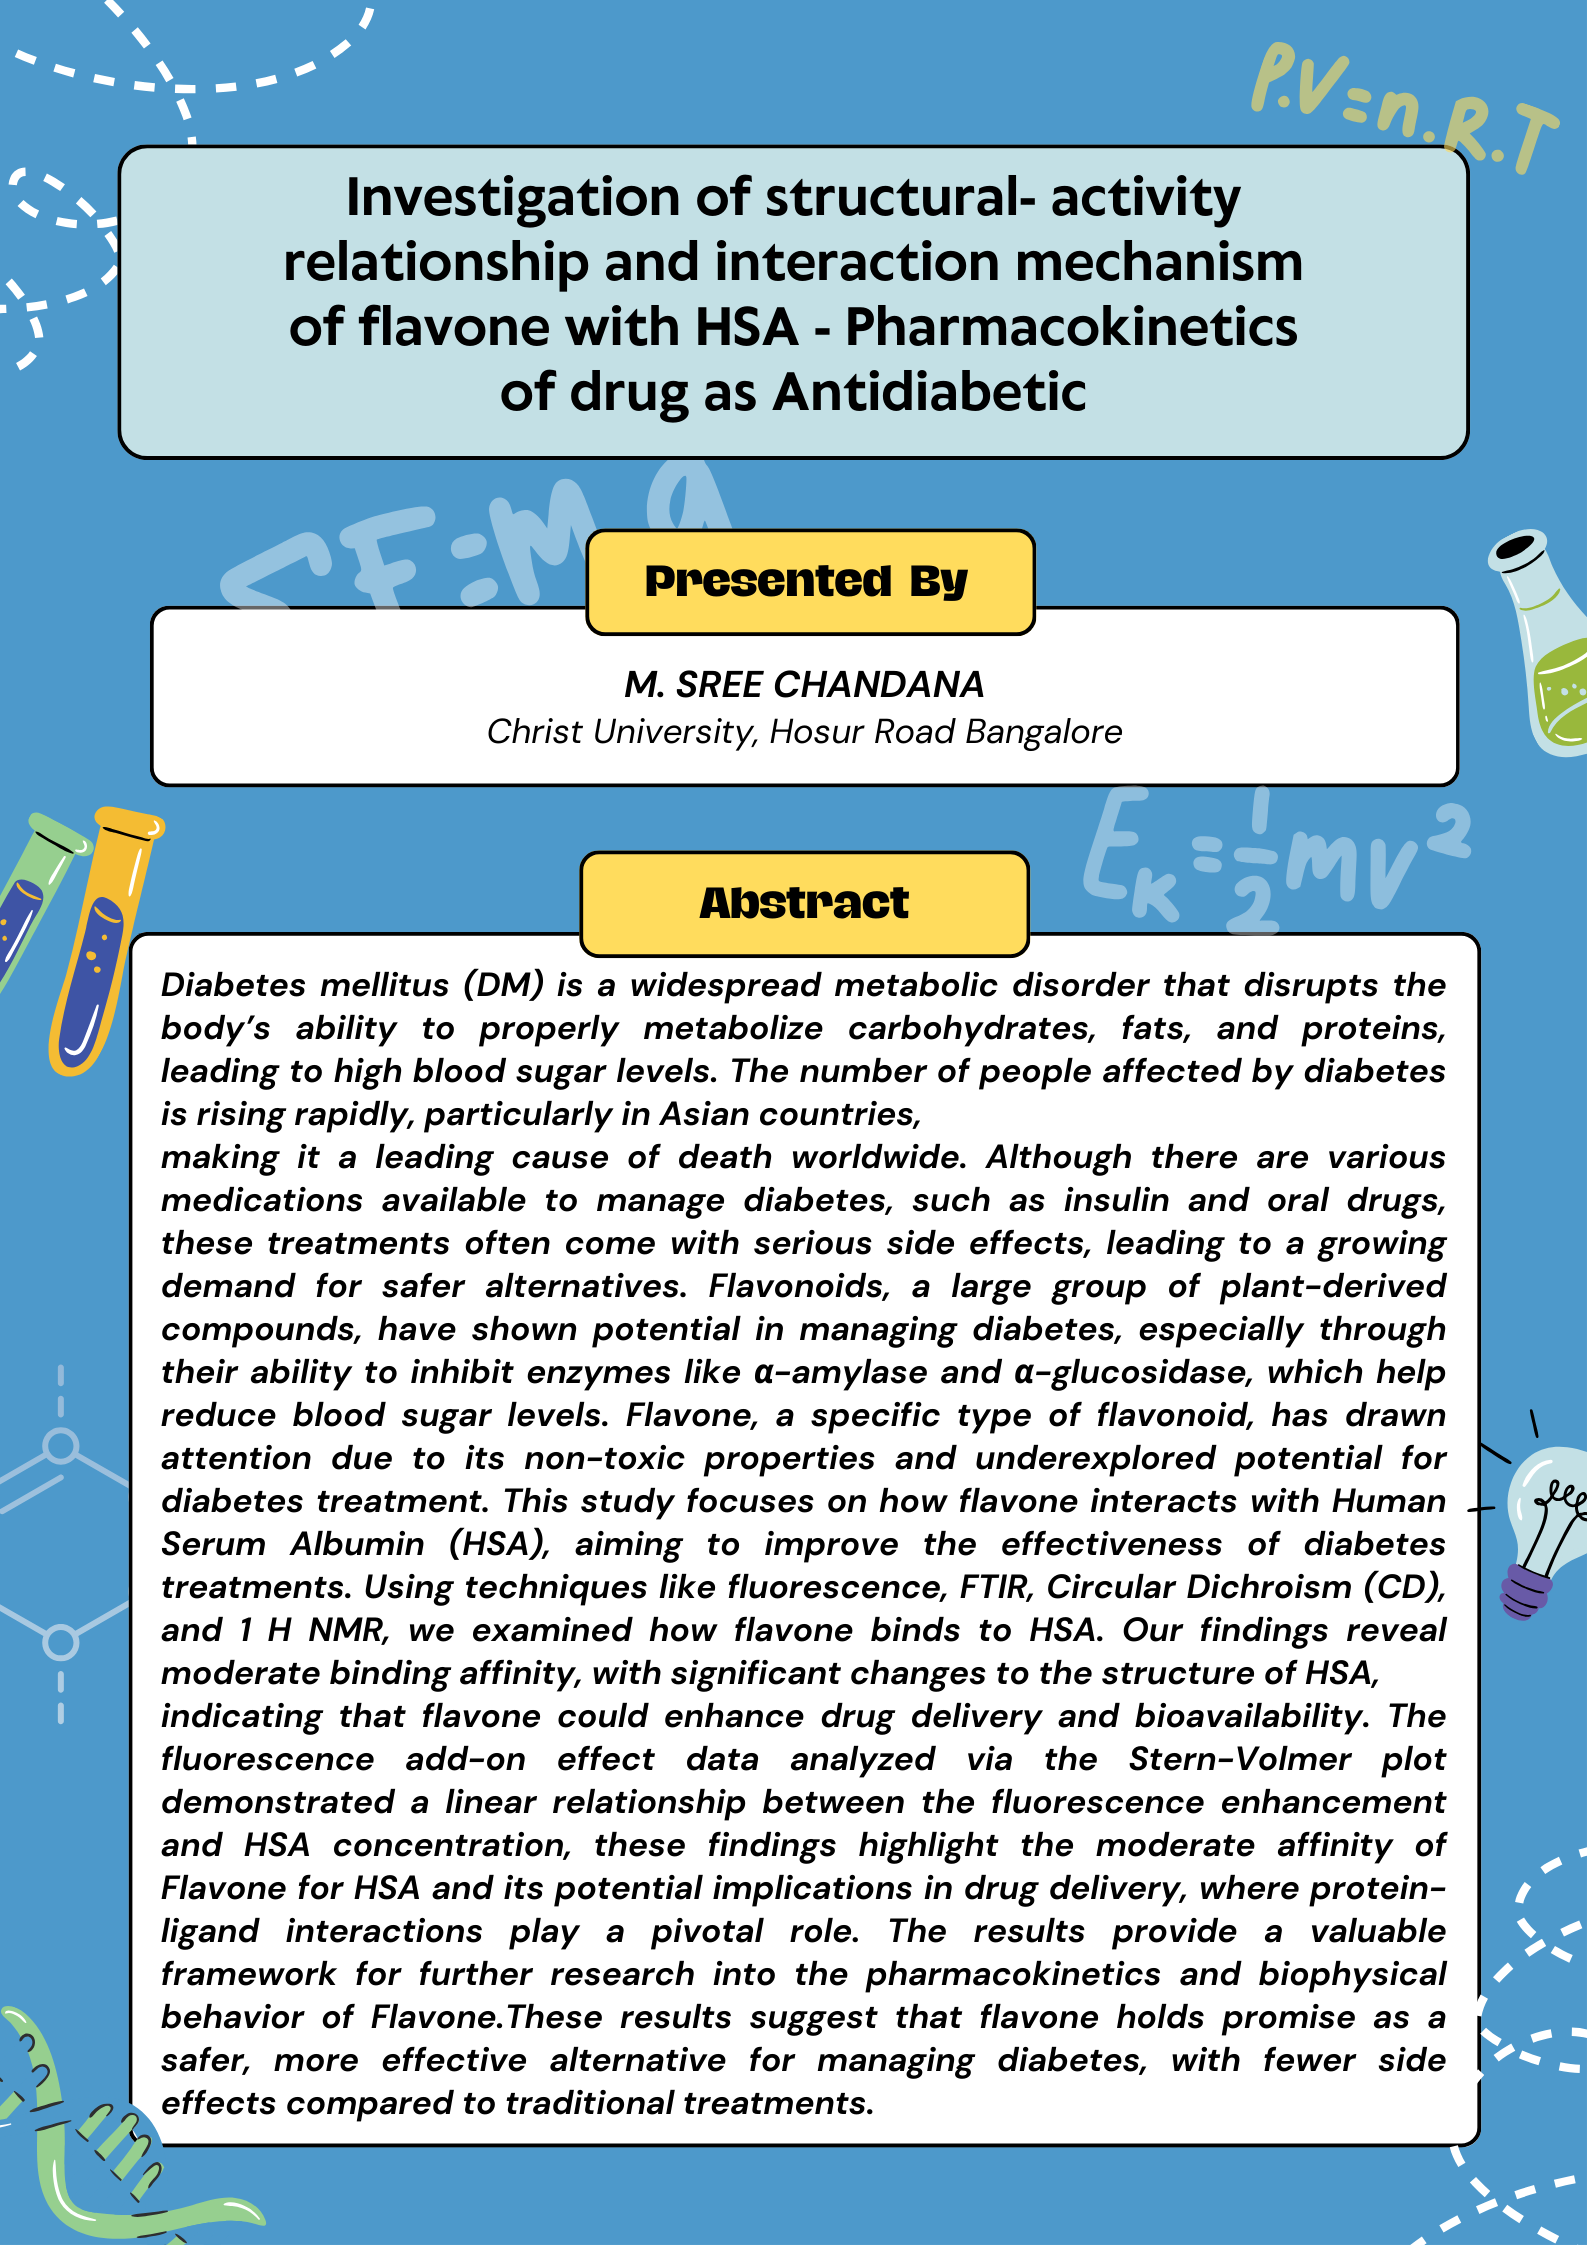 P.V=n.R.T
Investigation of structural- activity
relationship and interaction mechanism
of flavone with HSA - Pharmacokinetics
of drug as Antidiabetic
ΣF=m a
Presented By
M. SREE CHANDANA
Christ University, Hosur Road Bangalore
Eₖ=½mv²
Abstract
Diabetes mellitus (DM) is a widespread metabolic disorder that disrupts the
body’s ability to properly metabolize carbohydrates, fats, and proteins,
leading to high blood sugar levels. The number of people affected by diabetes
is rising rapidly, particularly in Asian countries,
making it a leading cause of death worldwide. Although there are various
medications available to manage diabetes, such as insulin and oral drugs,
these treatments often come with serious side effects, leading to a growing
demand for safer alternatives. Flavonoids, a large group of plant-derived
compounds, have shown potential in managing diabetes, especially through
their ability to inhibit enzymes like α-amylase and α-glucosidase, which help
reduce blood sugar levels. Flavone, a specific type of flavonoid, has drawn
attention due to its non-toxic properties and underexplored potential for
diabetes treatment. This study focuses on how flavone interacts with Human
Serum Albumin (HSA), aiming to improve the effectiveness of diabetes
treatments. Using techniques like fluorescence, FTIR, Circular Dichroism (CD),
and 1 H NMR, we examined how flavone binds to HSA. Our findings reveal
moderate binding affinity, with significant changes to the structure of HSA,
indicating that flavone could enhance drug delivery and bioavailability. The
fluorescence add-on effect data analyzed via the Stern-Volmer plot
demonstrated a linear relationship between the fluorescence enhancement
and HSA concentration, these findings highlight the moderate affinity of
Flavone for HSA and its potential implications in drug delivery, where protein-
ligand interactions play a pivotal role. The results provide a valuable
framework for further research into the pharmacokinetics and biophysical
behavior of Flavone.These results suggest that flavone holds promise as a
safer, more effective alternative for managing diabetes, with fewer side
effects compared to traditional treatments.